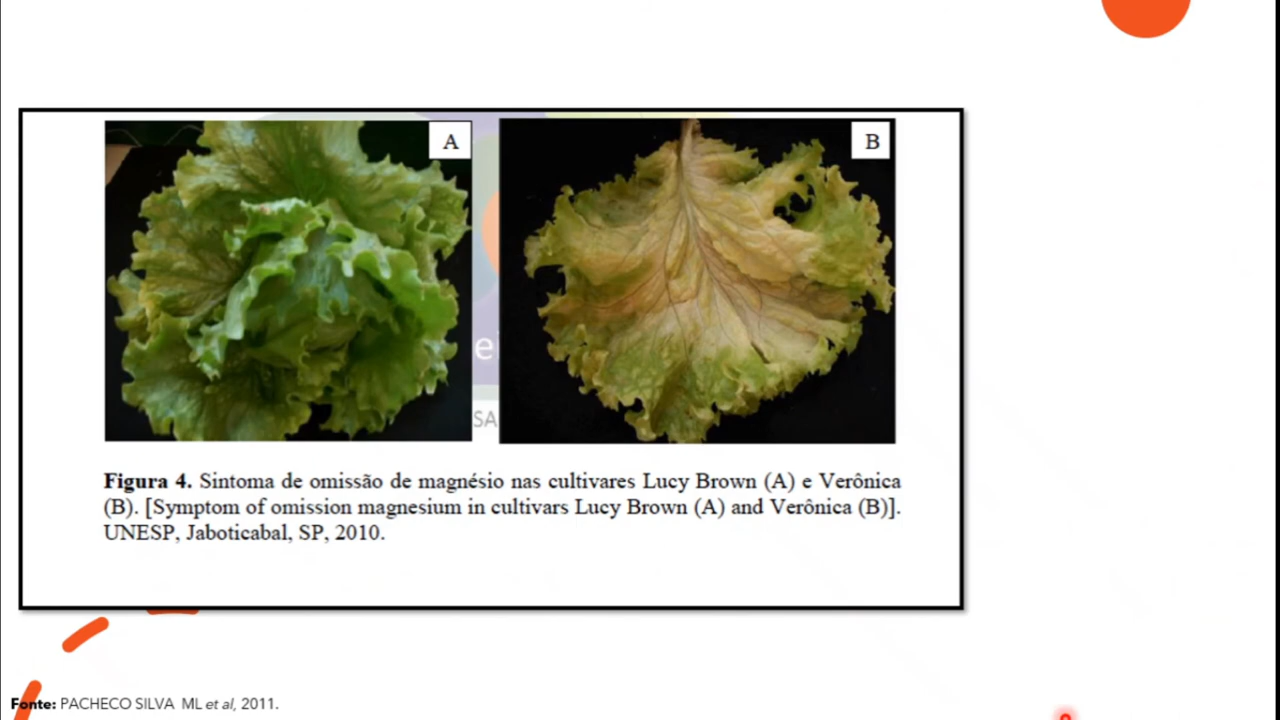 A
B
e
SA
Figura 4. Sintoma de omissão de magnésio nas cultivares Lucy Brown (A) e Verônica
(B). [Symptom of omission magnesium in cultivars Lucy Brown (A) and Verônica (B)].
UNESP, Jaboticabal, SP, 2010.
Fonte: PACHECO SILVA ML et al, 2011.